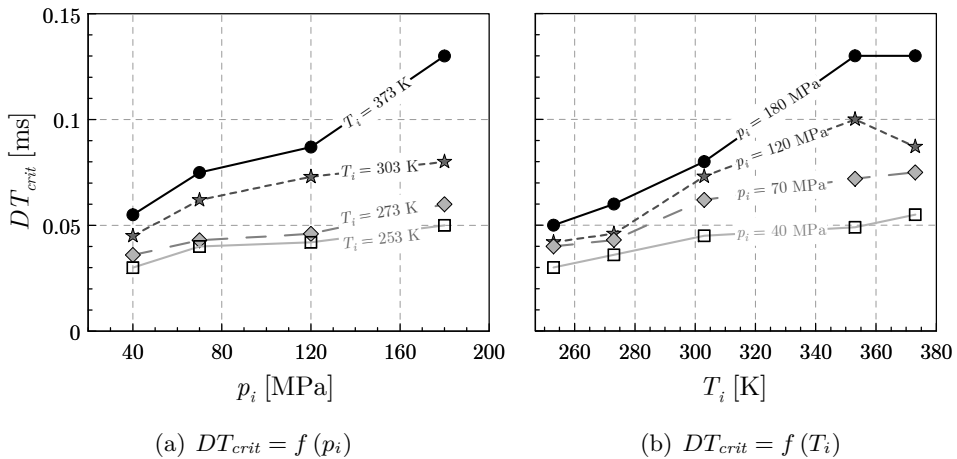 0.15
0.1
0.05
0
DT_crit [ms]
T_i = 373 K
T_i = 303 K
T_i = 273 K
T_i = 253 K
40 80 120 160 200
p_i [MPa]
(a) DT_crit = f (p_i)
p_i = 180 MPa
p_i = 120 MPa
p_i = 70 MPa
p_i = 40 MPa
260 280 300 320 340 360 380
T_i [K]
(b) DT_crit = f (T_i)